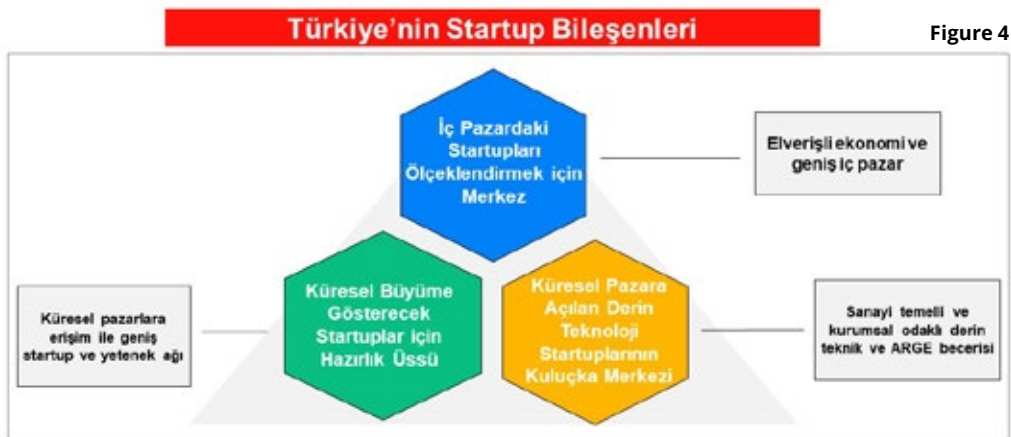 Türkiye'nin Startup Bileşenleri
Figure 4
İç Pazardaki
Startupları
Ölçeklendirmek için
Merkez
Elverişli ekonomi ve
geniş iç pazar
Küresel Büyüme
Gösterecek
Startuplar için
Hazırlık Üssü
Küresel Pazara
Açılan Derin
Teknoloji
Startuplarının
Kuluçka Merkezi
Küresel pazarlara
erişim ile geniş
startup ve yetenek ağı
Sanayi temelli ve
kurumsal odaklı derin
teknik ve ARGE becerisi